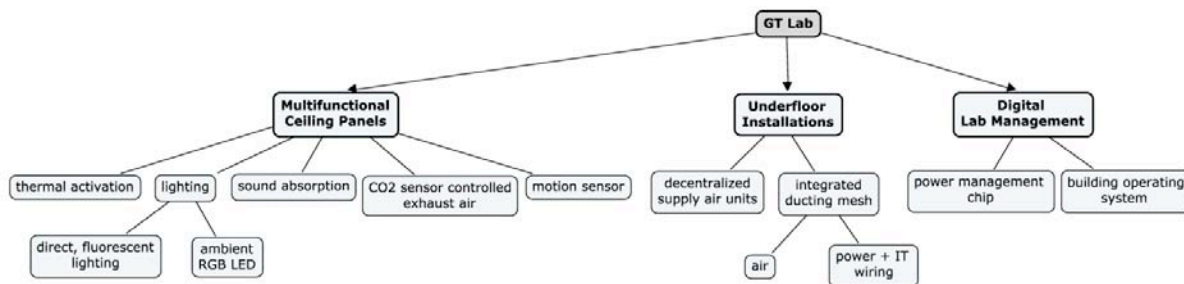 GT Lab
Multifunctional
Ceiling Panels
Underfloor
Installations
Digital
Lab Management
thermal activation
lighting
sound absorption
CO2 sensor controlled
exhaust air
motion sensor
decentralized
supply air units
integrated
ducting mesh
power management
chip
building operating
system
direct, fluorescent
lighting
ambient
RGB LED
air
power + IT
wiring